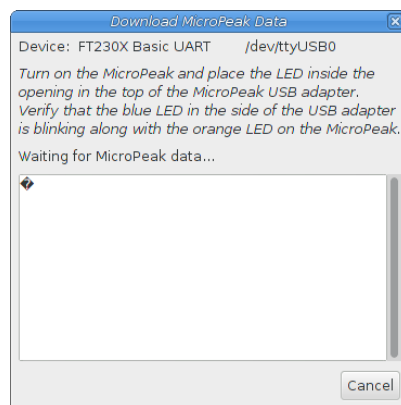 Download MicroPeak Data
Device: FT230X Basic UART /dev/ttyUSB0
Turn on the MicroPeak and place the LED inside the
opening in the top of the MicroPeak USB adapter.
Verify that the blue LED in the side of the USB adapter
is blinking along with the orange LED on the MicroPeak.
Waiting for MicroPeak data...
�
Cancel